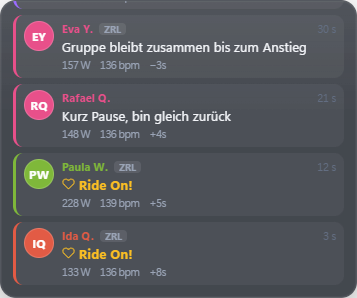 Eva Y. ZRL 30 s
EY
Gruppe bleibt zusammen bis zum Anstieg
157 W 136 bpm −3s
Rafael Q. 21 s
RQ
Kurz Pause, bin gleich zurück
148 W 136 bpm +4s
Paula W. ZRL 12 s
PW
Ride On!
228 W 139 bpm +5s
Ida Q. ZRL 3 s
IQ
Ride On!
133 W 136 bpm +8s